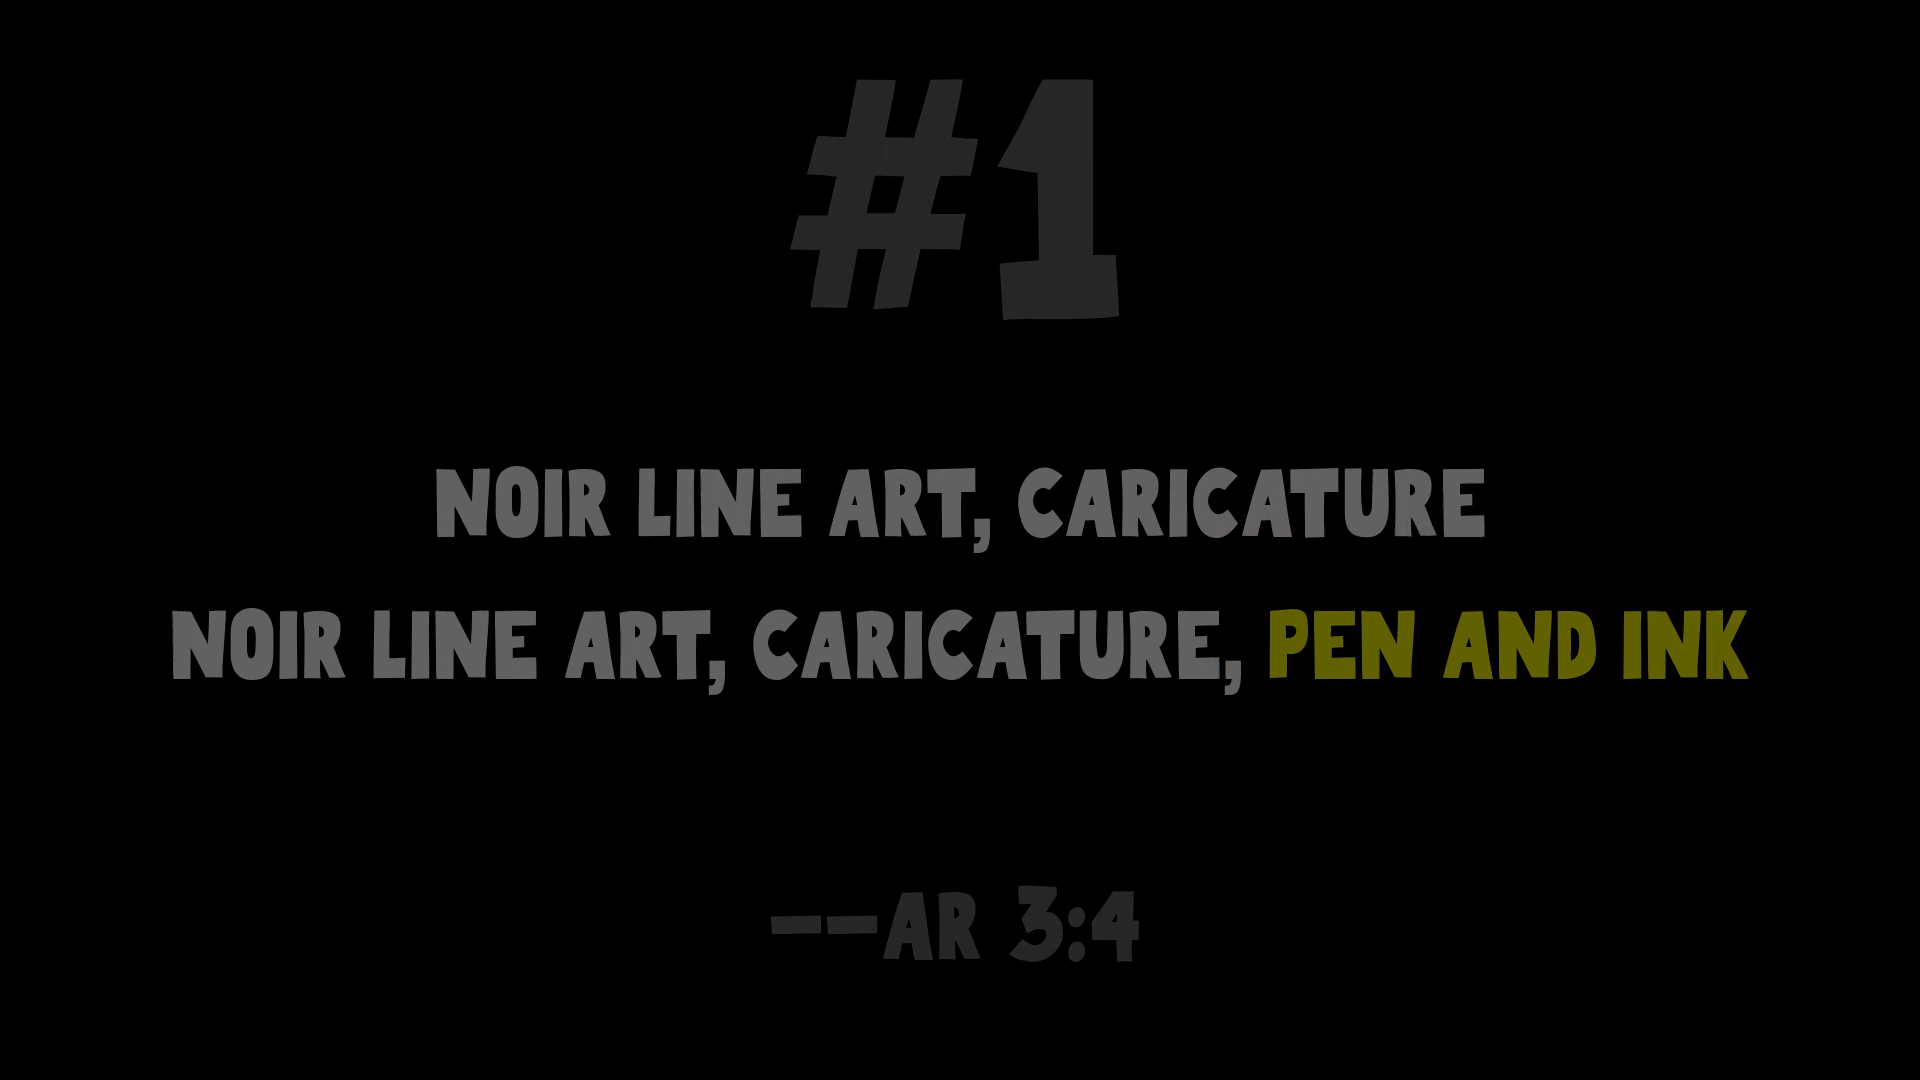 #1
NOIR LINE ART, CARICATURE
NOIR LINE ART, CARICATURE, PEN AND INK
--AR 3:4